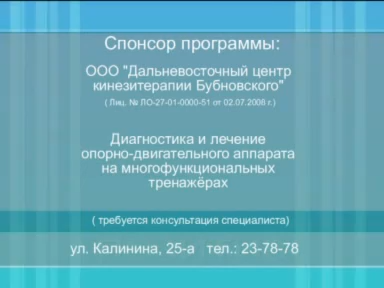 Спонсор программы:
ООО "Дальневосточный центр
кинезитерапии Бубновского"
( Лиц. № ЛО-27-01-0000-51 от 02.07.2008 г.)
Диагностика и лечение
опорно-двигательного аппарата
на многофункциональных
тренажёрах
( требуется консультация специалиста)
ул. Калинина, 25-а тел.: 23-78-78